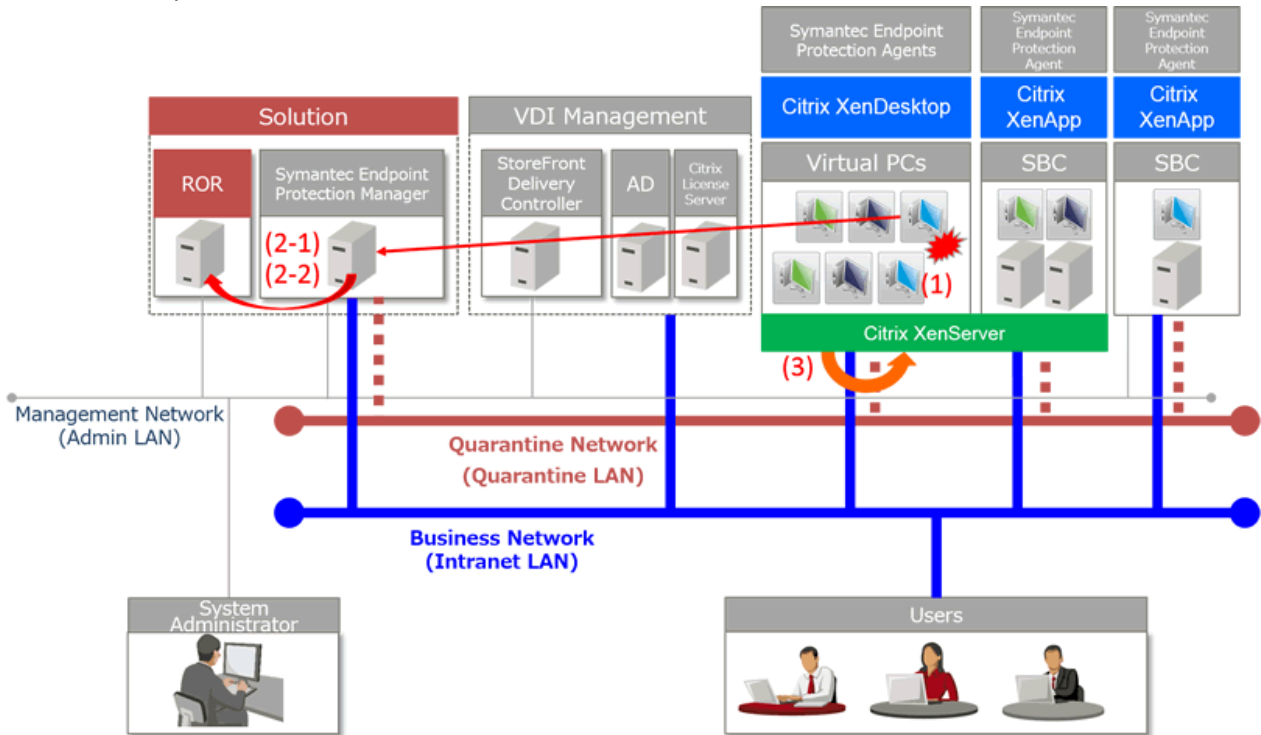 Symantec Endpoint
Protection Agents
Symantec
Endpoint
Protection
Agent
Symantec
Endpoint
Protection
Agent
Citrix XenDesktop
Citrix
XenApp
Citrix
XenApp
Solution
VDI Management
ROR
Symantec Endpoint
Protection Manager
StoreFront
Delivery
Controller
AD
Citrix
License
Server
Virtual PCs
SBC
SBC
(2-1)
(2-2)
(1)
Citrix XenServer
(3)
Management Network
(Admin LAN)
Quarantine Network
(Quarantine LAN)
Business Network
(Intranet LAN)
System
Administrator
Users